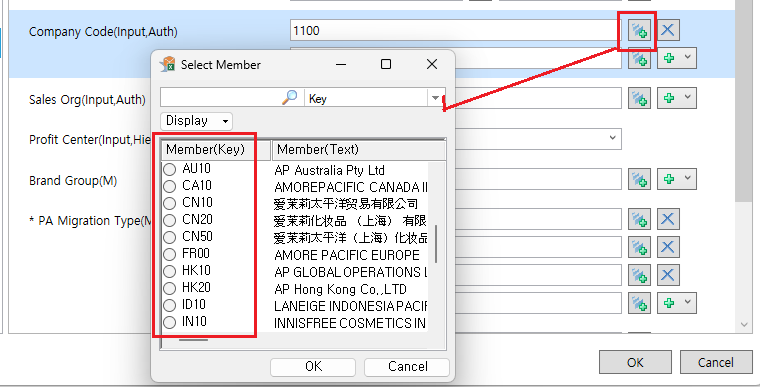 Company Code(Input,Auth)
1100
Select Member
Key
Sales Org(Input,Auth)
Display
Profit Center(Input,Hie
Member(Key)
Member(Text)
AU10
AP Australia Pty Ltd
Brand Group(M)
CA10
AMOREPACIFIC CANADA
CN10
爱茉莉太平洋贸易有限公司
* PA Migration Type(M
CN20
爱茉莉化妆品 （上海） 有限
CN50
爱茉莉太平洋（上海）化妆品
FR00
AMORE PACIFIC EUROPE
HK10
AP GLOBAL OPERATIONS L
HK20
AP Hong Kong Co.,LTD
ID10
LANEIGE INDONESIA PACIF
IN10
INNISFREE COSMETICS IN
OK
Cancel
OK
Cancel